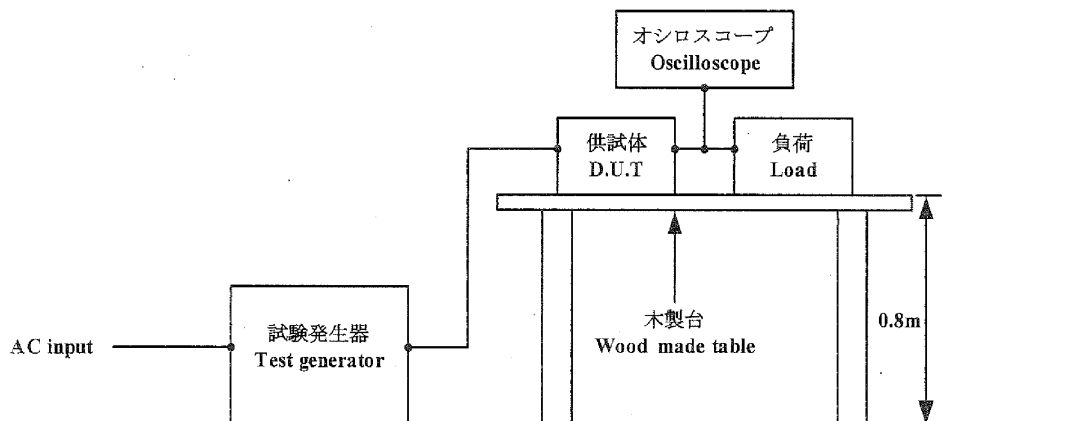 オシロスコープ
Oscilloscope
供試体
D.U.T
負荷
Load
木製台
Wood made table
0.8m
試験発生器
Test generator
AC input